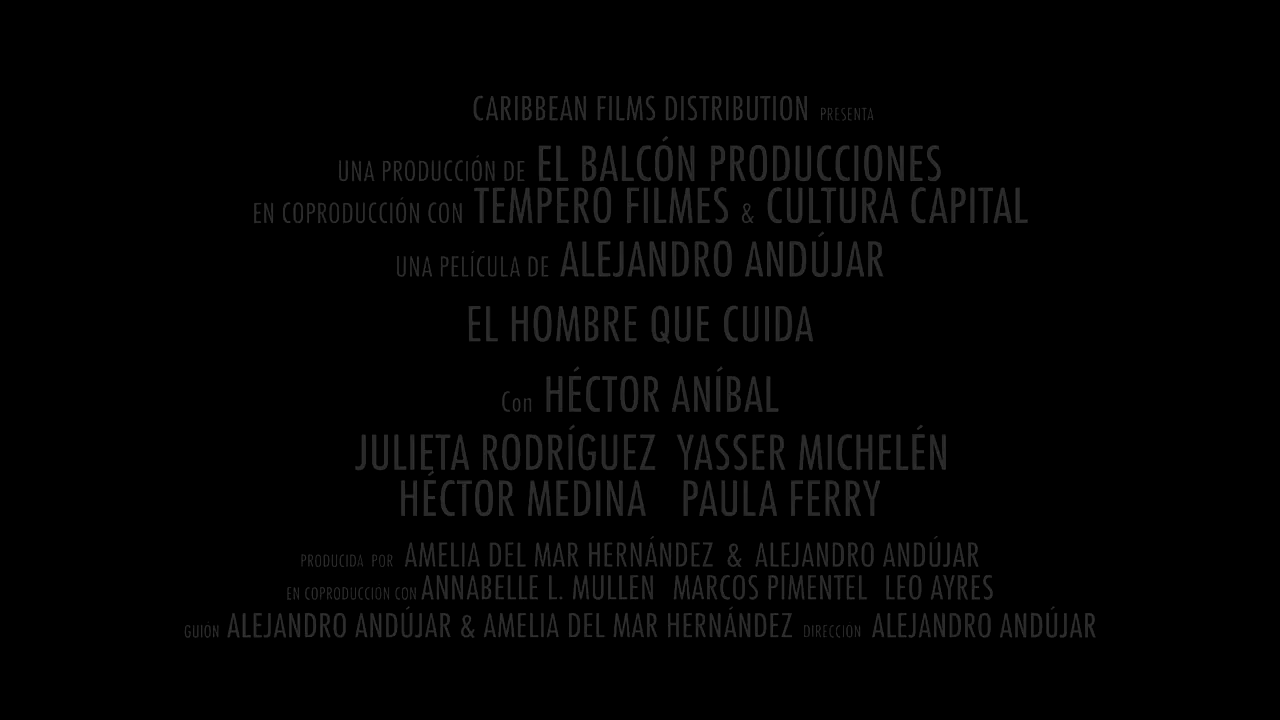 CARIBBEAN FILMS DISTRIBUTION PRESENTA
UNA PRODUCCIÓN DE EL BALCÓN PRODUCCIONES
EN COPRODUCCIÓN CON TEMPERO FILMES & CULTURA CAPITAL
UNA PELÍCULA DE ALEJANDRO ANDÚJAR
EL HOMBRE QUE CUIDA
Con HÉCTOR ANÍBAL
JULIETA RODRÍGUEZ YASSER MICHELÉN
HÉCTOR MEDINA PAULA FERRY
PRODUCIDA POR AMELIA DEL MAR HERNÁNDEZ & ALEJANDRO ANDÚJAR
EN COPRODUCCIÓN CON ANNABELLE L. MULLEN MARCOS PIMENTEL LEO AYRES
GUIÓN ALEJANDRO ANDÚJAR & AMELIA DEL MAR HERNÁNDEZ DIRECCIÓN ALEJANDRO ANDÚJAR